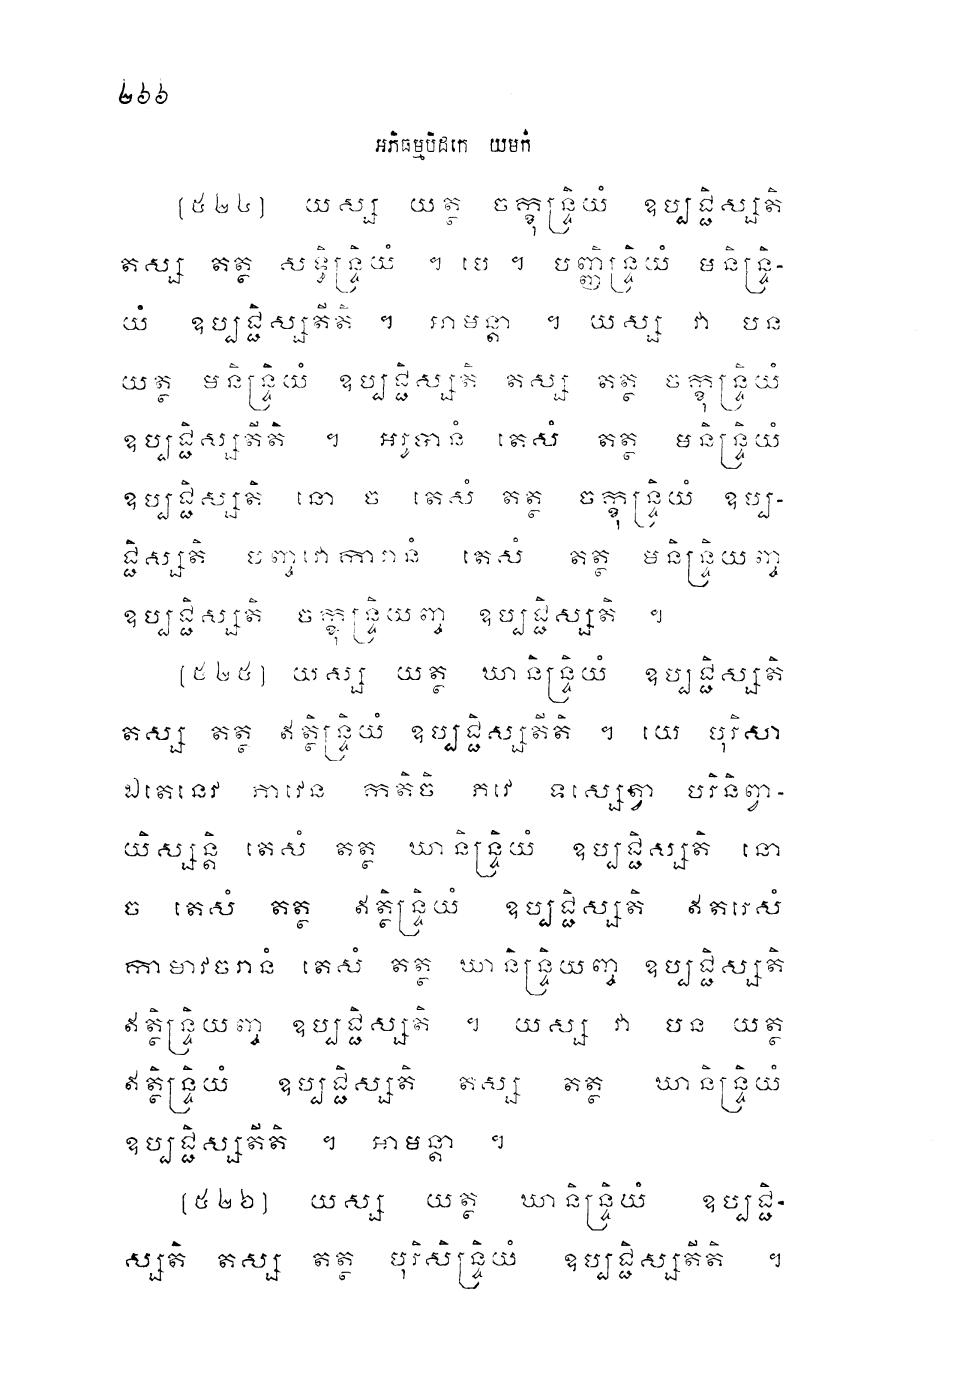 ២៦៦
អភិធម្មបិដកេ យមកំ
(៥២៤) យស្ស យត្ថ ចក្ខុន្ទ្រិយំ ឧប្បជ្ជិស្សតិ
តស្ស តត្ថ សទ្ធិន្ទ្រិយំ ។ បេ ។ បញ្ញិន្ទ្រិយំ មនិន្ទ្រិ-
យំ ឧប្បជ្ជិស្សតីតិ ។ អាមន្តា ។ យស្ស វា បន
យត្ថ មនិន្ទ្រិយំ ឧប្បជ្ជិស្សតិ តស្ស តត្ថ ចក្ខុន្ទ្រិយំ
ឧប្បជ្ជិស្សតីតិ ។ អរូបានំ តេសំ តត្ថ មនិន្ទ្រិយំ
ឧប្បជ្ជិស្សតិ នោ ច តេសំ តត្ថ ចក្ខុន្ទ្រិយំ ឧប្ប-
ជ្ជិស្សតិ បញ្ចវោការានំ តេសំ តត្ថ មនិន្ទ្រិយញ្ច
ឧប្បជ្ជិស្សតិ ចក្ខុន្ទ្រិយញ្ច ឧប្បជ្ជិស្សតិ ។
(៥២៥) យស្ស យត្ថ ឃានិន្ទ្រិយំ ឧប្បជ្ជិស្សតិ
តស្ស តត្ថ ឥត្ថិន្ទ្រិយំ ឧប្បជ្ជិស្សតីតិ ។ យេ បុរិសា
ឯតេនេវ ភាវេន កតិចិ ភវេ ទស្សេត្វា បរិនិព្វា-
យិស្សន្តិ តេសំ តត្ថ ឃានិន្ទ្រិយំ ឧប្បជ្ជិស្សតិ នោ
ច តេសំ តត្ថ ឥត្ថិន្ទ្រិយំ ឧប្បជ្ជិស្សតិ ឥតរេសំ
កាមាវចរានំ តេសំ តត្ថ ឃានិន្ទ្រិយញ្ច ឧប្បជ្ជិស្សតិ
ឥត្ថិន្ទ្រិយញ្ច ឧប្បជ្ជិស្សតិ ។ យស្ស វា បន យត្ថ
ឥត្ថិន្ទ្រិយំ ឧប្បជ្ជិស្សតិ តស្ស តត្ថ ឃានិន្ទ្រិយំ
ឧប្បជ្ជិស្សតីតិ ។ អាមន្តា ។
(៥២៦) យស្ស យត្ថ ឃានិន្ទ្រិយំ ឧប្បជ្ជិ-
ស្សតិ តស្ស តត្ថ បុរិសិន្ទ្រិយំ ឧប្បជ្ជិស្សតីតិ ។